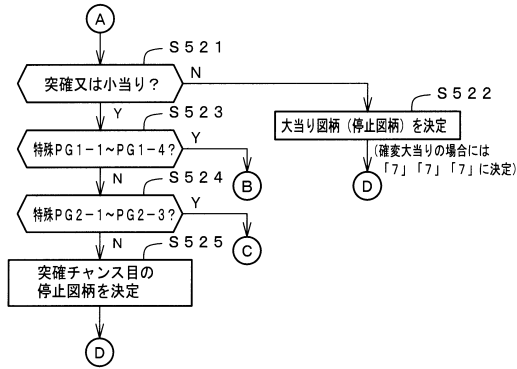 A
S521
突確又は小当り?
N
Y
S522
大当り図柄(停止図柄)を決定
(確変大当りの場合には
「7」「7」「7」に決定)
D
S523
特殊PG1-1~PG1-4?
Y
B
N
S524
特殊PG2-1~PG2-3?
Y
C
N
S525
突確チャンス目の
停止図柄を決定
D